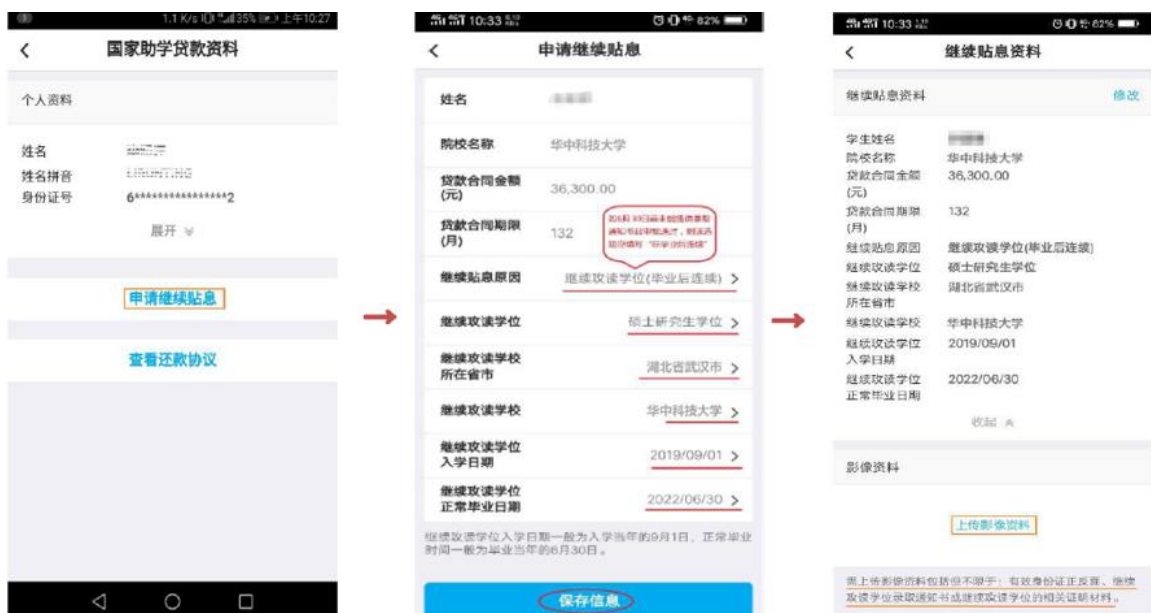 1.1 K/s 35% 上午10:27
国家助学贷款资料
个人资料
姓名
姓名拼音
身份证号 6****************2
展开
申请继续贴息
查看还款协议
10:33 82%
申请继续贴息
姓名
院校名称 华中科技大学
贷款合同金额
(元) 36,300.00
贷款合同期限
(月) 132
继续贴息原因 继续攻读学位(毕业后连续)
继续攻读学位 硕士研究生学位
继续攻读学校
所在省市 湖北省武汉市
继续攻读学校 华中科技大学
继续攻读学位
入学日期 2019/09/01
继续攻读学位
正常毕业日期 2022/06/30
继续攻读学位入学日期一般为入学当年的9月1日，正常毕业
时间一般为毕业当年的6月30日。
保存信息
10:33 82%
继续贴息资料
继续贴息资料 修改
学生姓名
院校名称 华中科技大学
贷款合同金额 36,300.00
(元)
贷款合同期限 132
(月)
继续贴息原因 继续攻读学位(毕业后连续)
继续攻读学位 硕士研究生学位
继续攻读学校 湖北省武汉市
所在省市
继续攻读学校 华中科技大学
继续攻读学位 2019/09/01
入学日期
继续攻读学位 2022/06/30
正常毕业日期
收起
影像资料
上传影像资料
需上传影像资料包括但不限于：有效身份证正反面、继续
攻读学位录取通知书或继续攻读学位的相关证明材料。